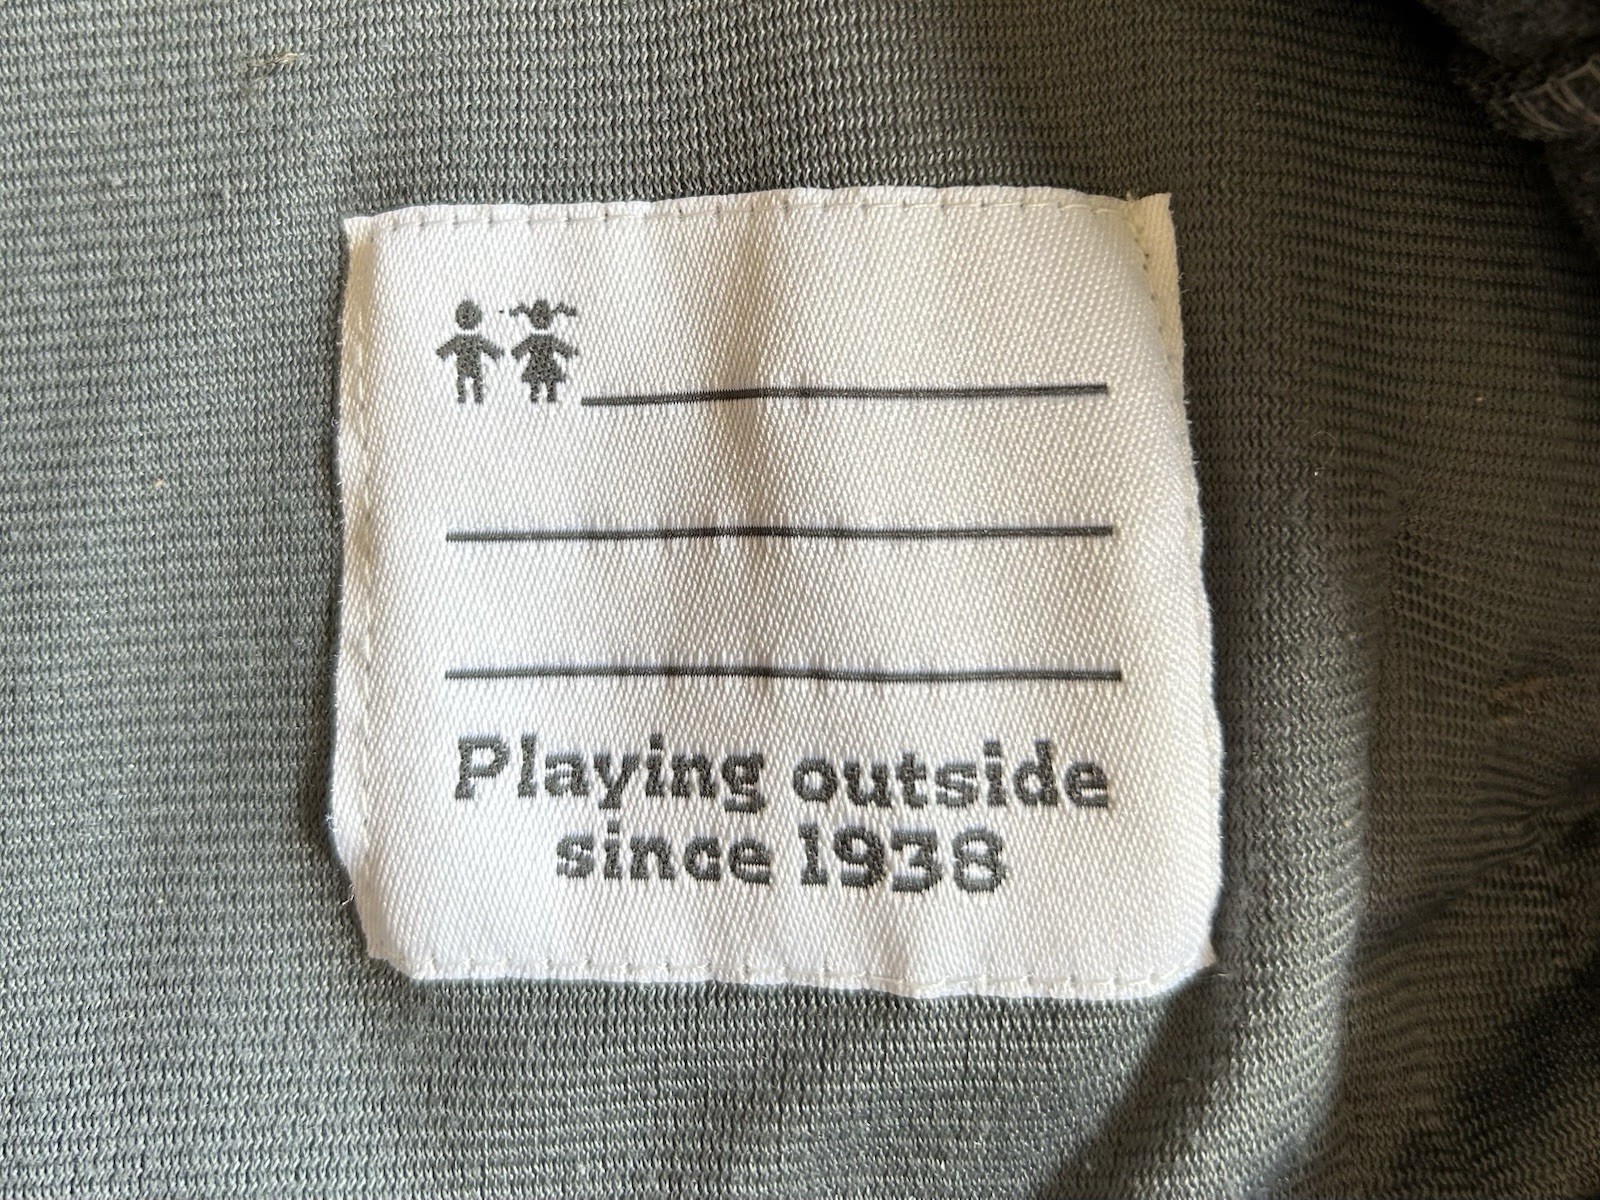 Playing outside
since 1938